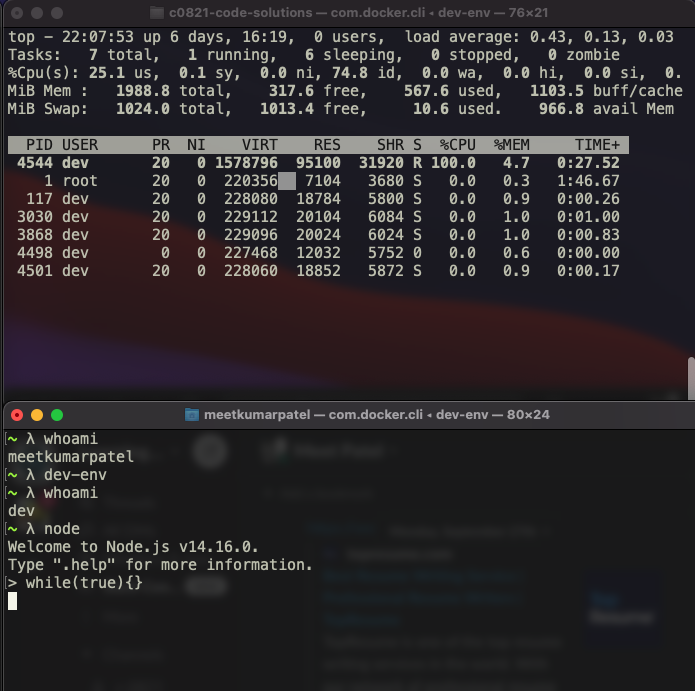 c0821-code-solutions — com.docker.cli ◂ dev-env — 76×21
top - 22:07:53 up 6 days, 16:19,  0 users,  load average: 0.43, 0.13, 0.03
Tasks:   7 total,   1 running,   6 sleeping,   0 stopped,   0 zombie
%Cpu(s): 25.1 us,  0.1 sy,  0.0 ni, 74.8 id,  0.0 wa,  0.0 hi,  0.0 si,  0.
MiB Mem :   1988.8 total,    317.6 free,    567.6 used,   1103.5 buff/cache
MiB Swap:   1024.0 total,   1013.4 free,     10.6 used.    966.8 avail Mem
PID USER      PR  NI    VIRT    RES    SHR S  %CPU  %MEM     TIME+
4544 dev       20   0 1578796  95100  31920 R 100.0   4.7   0:27.52
1 root      20   0  220356   7104   3680 S   0.0   0.3   1:46.67
117 dev       20   0  228080  18784   5800 S   0.0   0.9   0:00.26
3030 dev       20   0  229112  20104   6084 S   0.0   1.0   0:01.00
3868 dev       20   0  229096  20024   6024 S   0.0   1.0   0:00.83
4498 dev        0   0  227468  12032   5752 0   0.0   0.6   0:00.00
4501 dev       20   0  228060  18852   5872 S   0.0   0.9   0:00.17
meetkumarpatel — com.docker.cli ◂ dev-env — 80×24
~ λ whoami
meetkumarpatel
~ λ dev-env
~ λ whoami
dev
~ λ node
Welcome to Node.js v14.16.0.
Type ".help" for more information.
> while(true){}